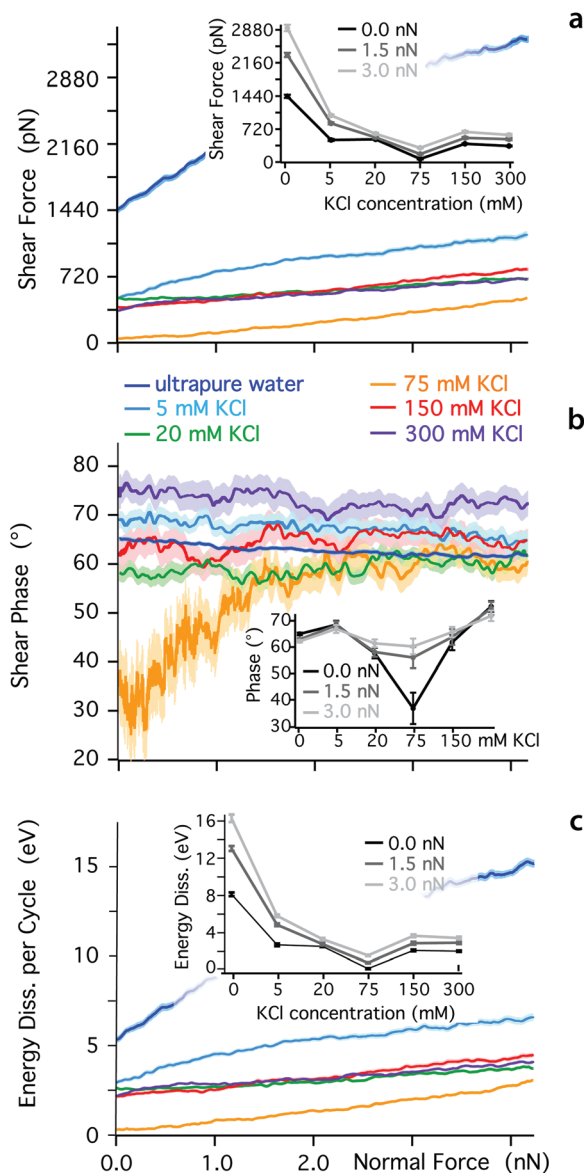 a
Shear Force (pN)
2880
2160
1440
720
0
Shear Force (pN)
2880
2160
1440
720
0
0.0 nN
1.5 nN
3.0 nN
0 5 20 75 150 300
KCl concentration (mM)
ultrapure water
5 mM KCl
20 mM KCl
75 mM KCl
150 mM KCl
300 mM KCl
b
Shear Phase (°)
80
70
60
50
40
30
20
Phase (°)
70
60
50
40
30
0.0 nN
1.5 nN
3.0 nN
0 5 20 75 150 mM KCl
c
Energy Diss. per Cycle (eV)
15
10
5
0
Energy Diss. (eV)
16
12
8
4
0
0.0 nN
1.5 nN
3.0 nN
0 5 20 75 150 300
KCl concentration (mM)
0.0 1.0 2.0 Normal Force (nN)